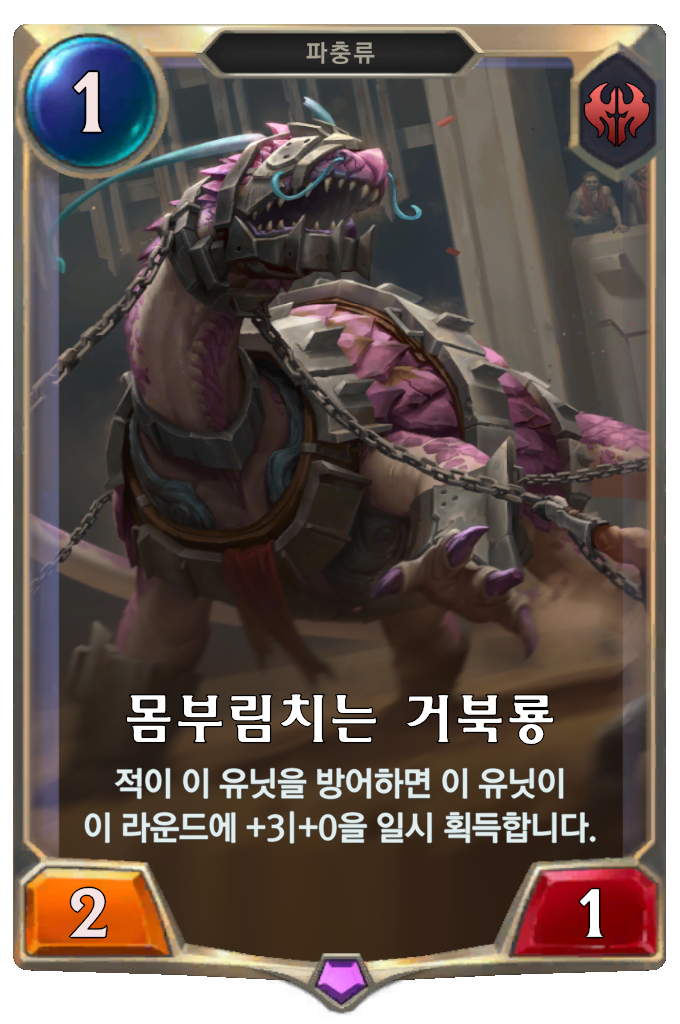 1
파충류
몸부림치는 거북룡
적이 이 유닛을 방어하면 이 유닛이
이 라운드에 +3|+0을 일시 획득합니다.
2
1